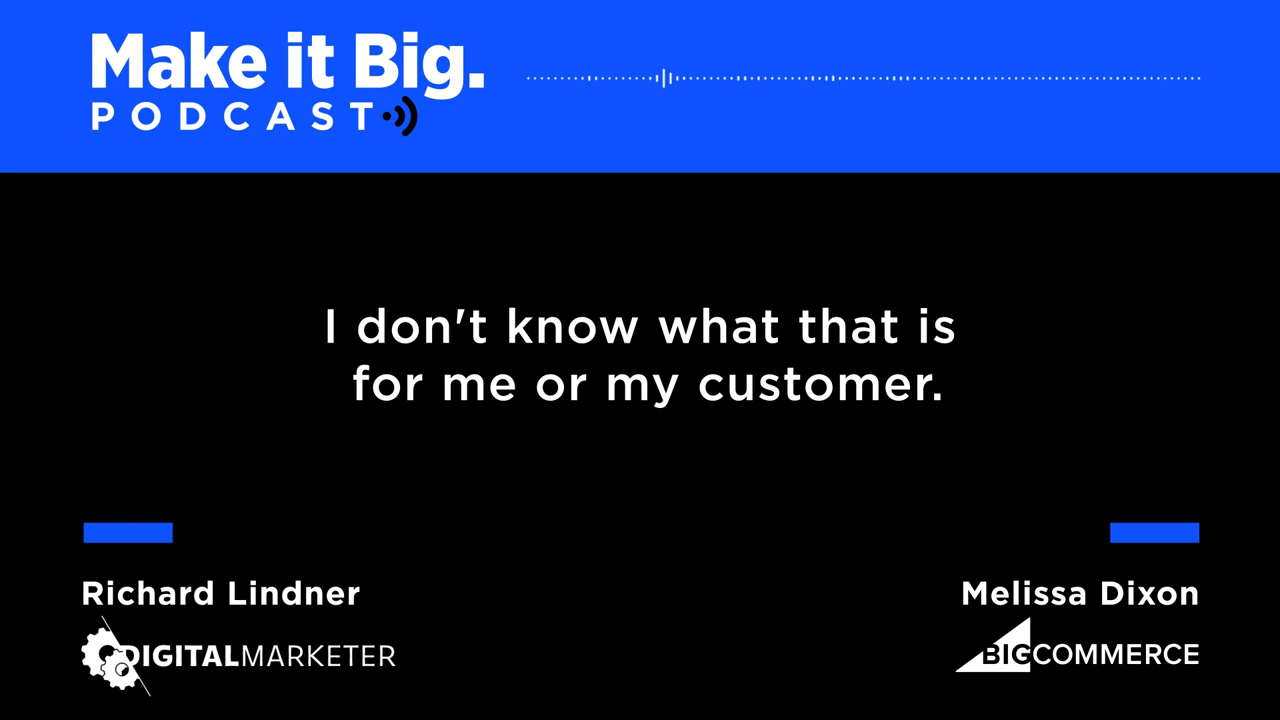 Make it Big.
PODCAST
I don't know what that is
for me or my customer.
Richard Lindner
Melissa Dixon
DIGITALMARKETER
BIGCOMMERCE